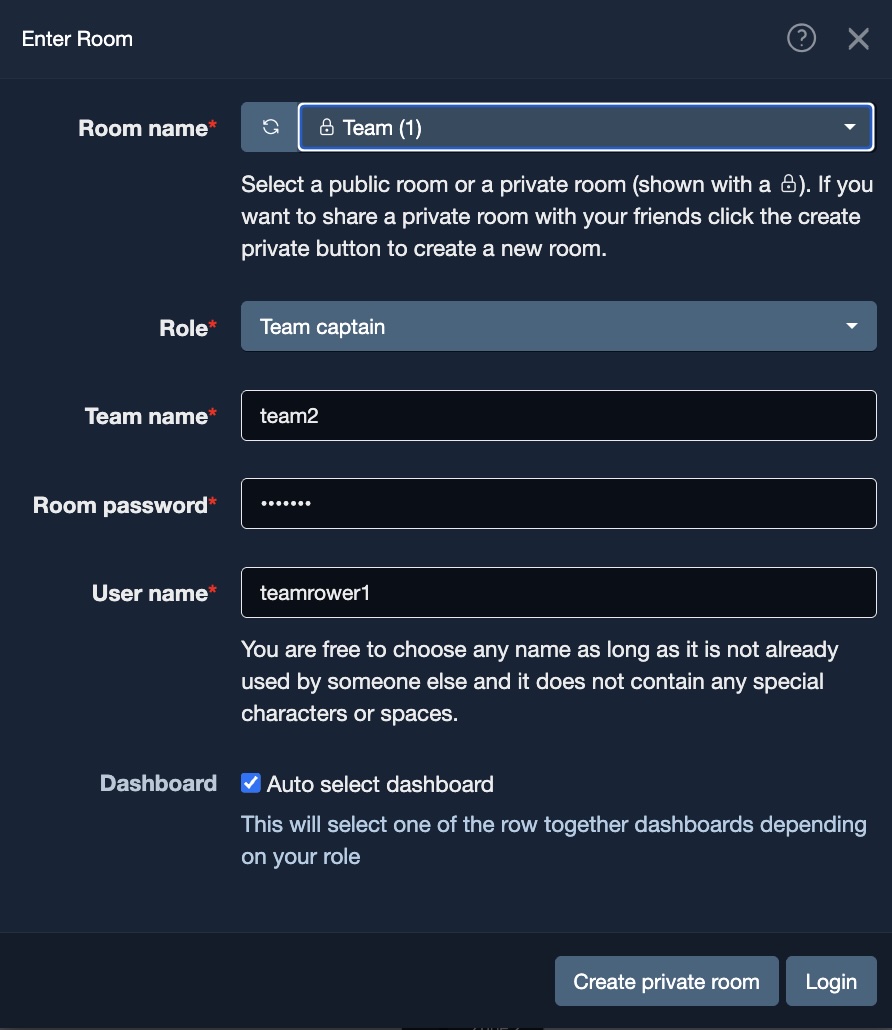 Enter Room
Room name*
Team (1)
Select a public room or a private room (shown with a ). If you
want to share a private room with your friends click the create
private button to create a new room.
Role*
Team captain
Team name*
team2
Room password*
•••••••
User name*
teamrower1
You are free to choose any name as long as it is not already
used by someone else and it does not contain any special
characters or spaces.
Dashboard
Auto select dashboard
This will select one of the row together dashboards depending
on your role
Create private room
Login